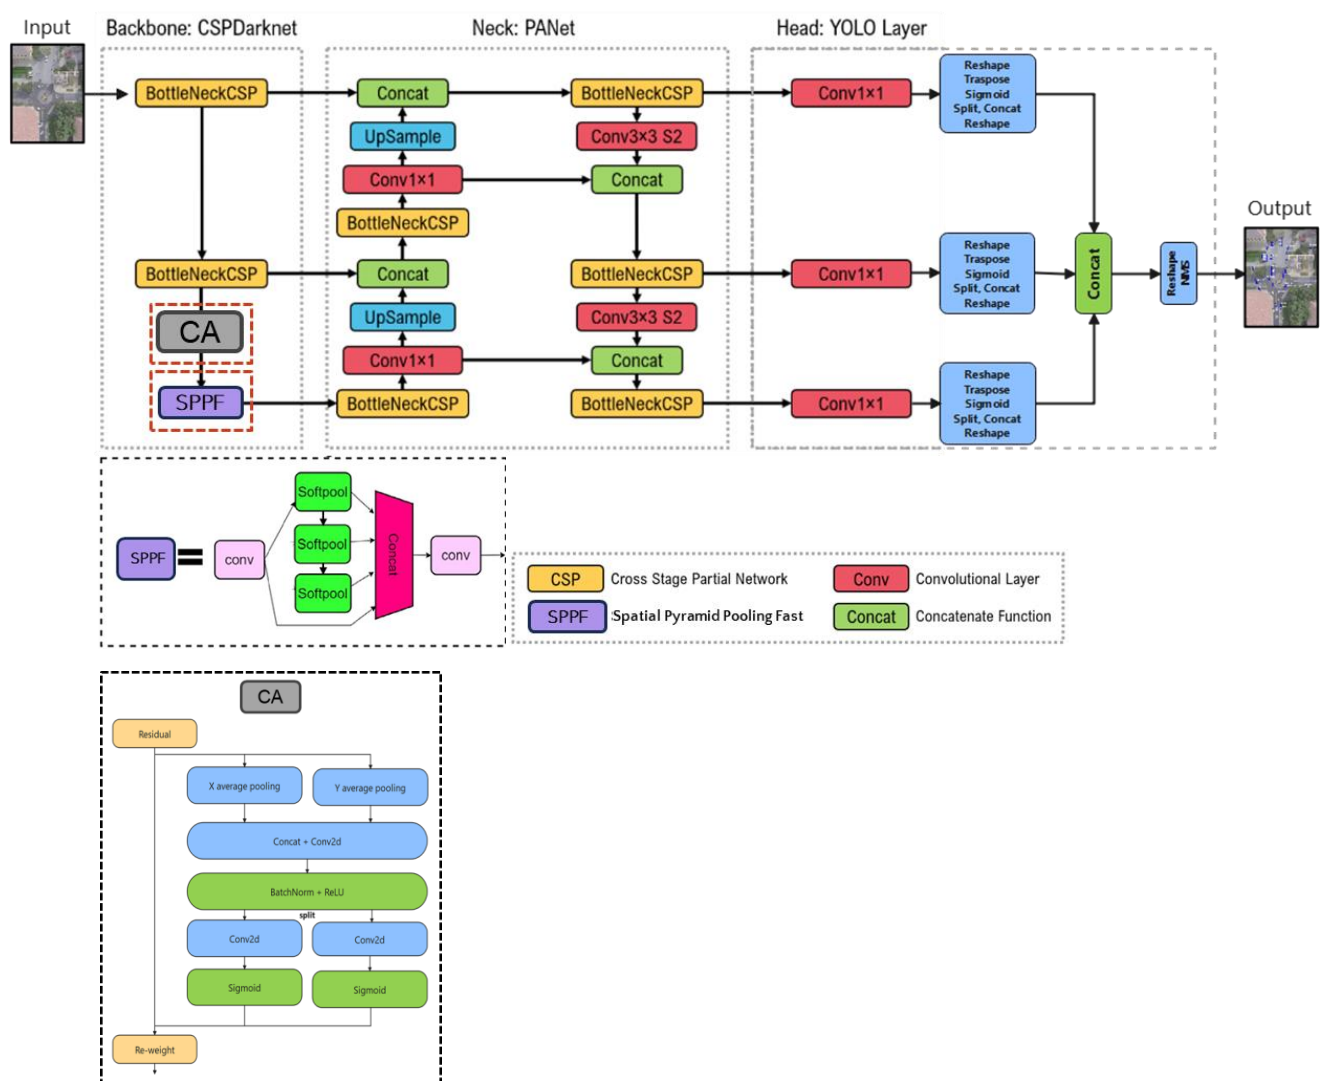 Input
Backbone: CSPDarknet
Neck: PANet
Head: YOLO Layer
BottleNeckCSP
Concat
BottleNeckCSP
Conv1×1
Reshape
Traspose
Sigmoid
Split, Concat
Reshape
UpSample
Conv3×3 S2
Conv1×1
Concat
BottleNeckCSP
Output
BottleNeckCSP
Concat
BottleNeckCSP
Conv1×1
Reshape
Traspose
Sigmoid
Split, Concat
Reshape
Concat
Reshape
NMS
CA
UpSample
Conv3×3 S2
Conv1×1
Concat
SPPF
BottleNeckCSP
BottleNeckCSP
Conv1×1
Reshape
Traspose
Sigmoid
Split, Concat
Reshape
SPPF
conv
Softpool
Softpool
Softpool
Concat
conv
CSP
Cross Stage Partial Network
Conv
Convolutional Layer
SPPF
:Spatial Pyramid Pooling Fast
Concat
Concatenate Function
CA
Residual
X average pooling
Y average pooling
Concat + Conv2d
BatchNorm + ReLU
split
Conv2d
Conv2d
Sigmoid
Sigmoid
Re-weight